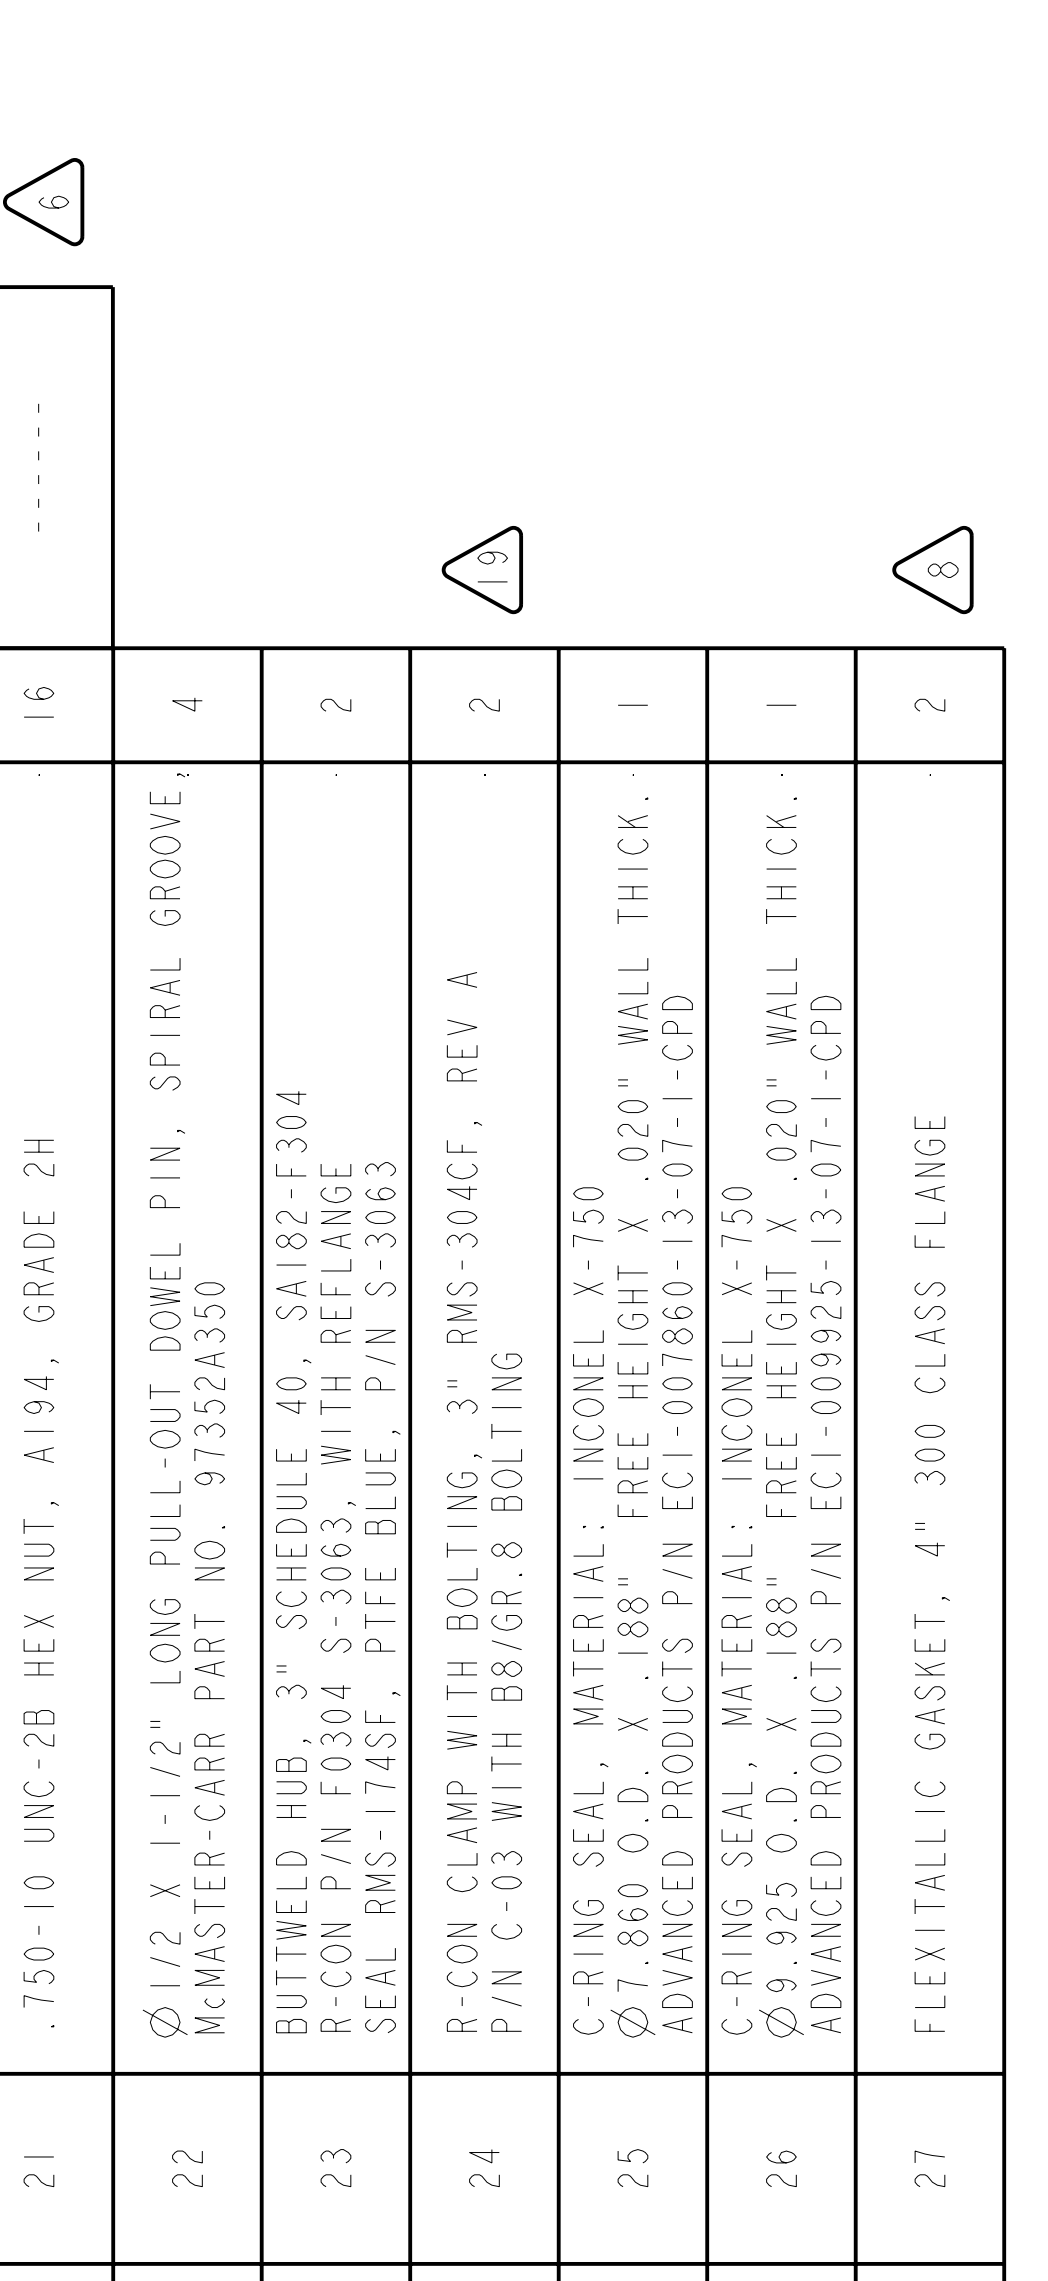 21 .750-10 UNC-2B HEX NUT, A194, GRADE 2H 16 ------ 6
22 Ø1/2 X 1-1/2" LONG PULL-OUT DOWEL PIN, SPIRAL GROOVE, 4
McMASTER-CARR PART NO. 97352A350
23 BUTTWELD HUB, 3" SCHEDULE 40, SA182-F304 2
R-CON P/N F0304 S-3063, WITH REFLANGE
SEAL RMS-174SF, PTFE BLUE, P/N S-3063
24 R-CON CLAMP WITH BOLTING, 3" RMS-304CF, REV A 2 19
P/N C-03 WITH B8/GR.8 BOLTING
25 C-RING SEAL, MATERIAL: INCONEL X-750 1
Ø7.860 O.D. X .188" FREE HEIGHT X .020" WALL THICK.
ADVANCED PRODUCTS P/N ECI-007860-13-07-1-CPD
26 C-RING SEAL, MATERIAL: INCONEL X-750 1
Ø9.925 O.D. X .188" FREE HEIGHT X .020" WALL THICK.
ADVANCED PRODUCTS P/N ECI-009925-13-07-1-CPD
27 FLEXITALLIC GASKET, 4" 300 CLASS FLANGE 2 8